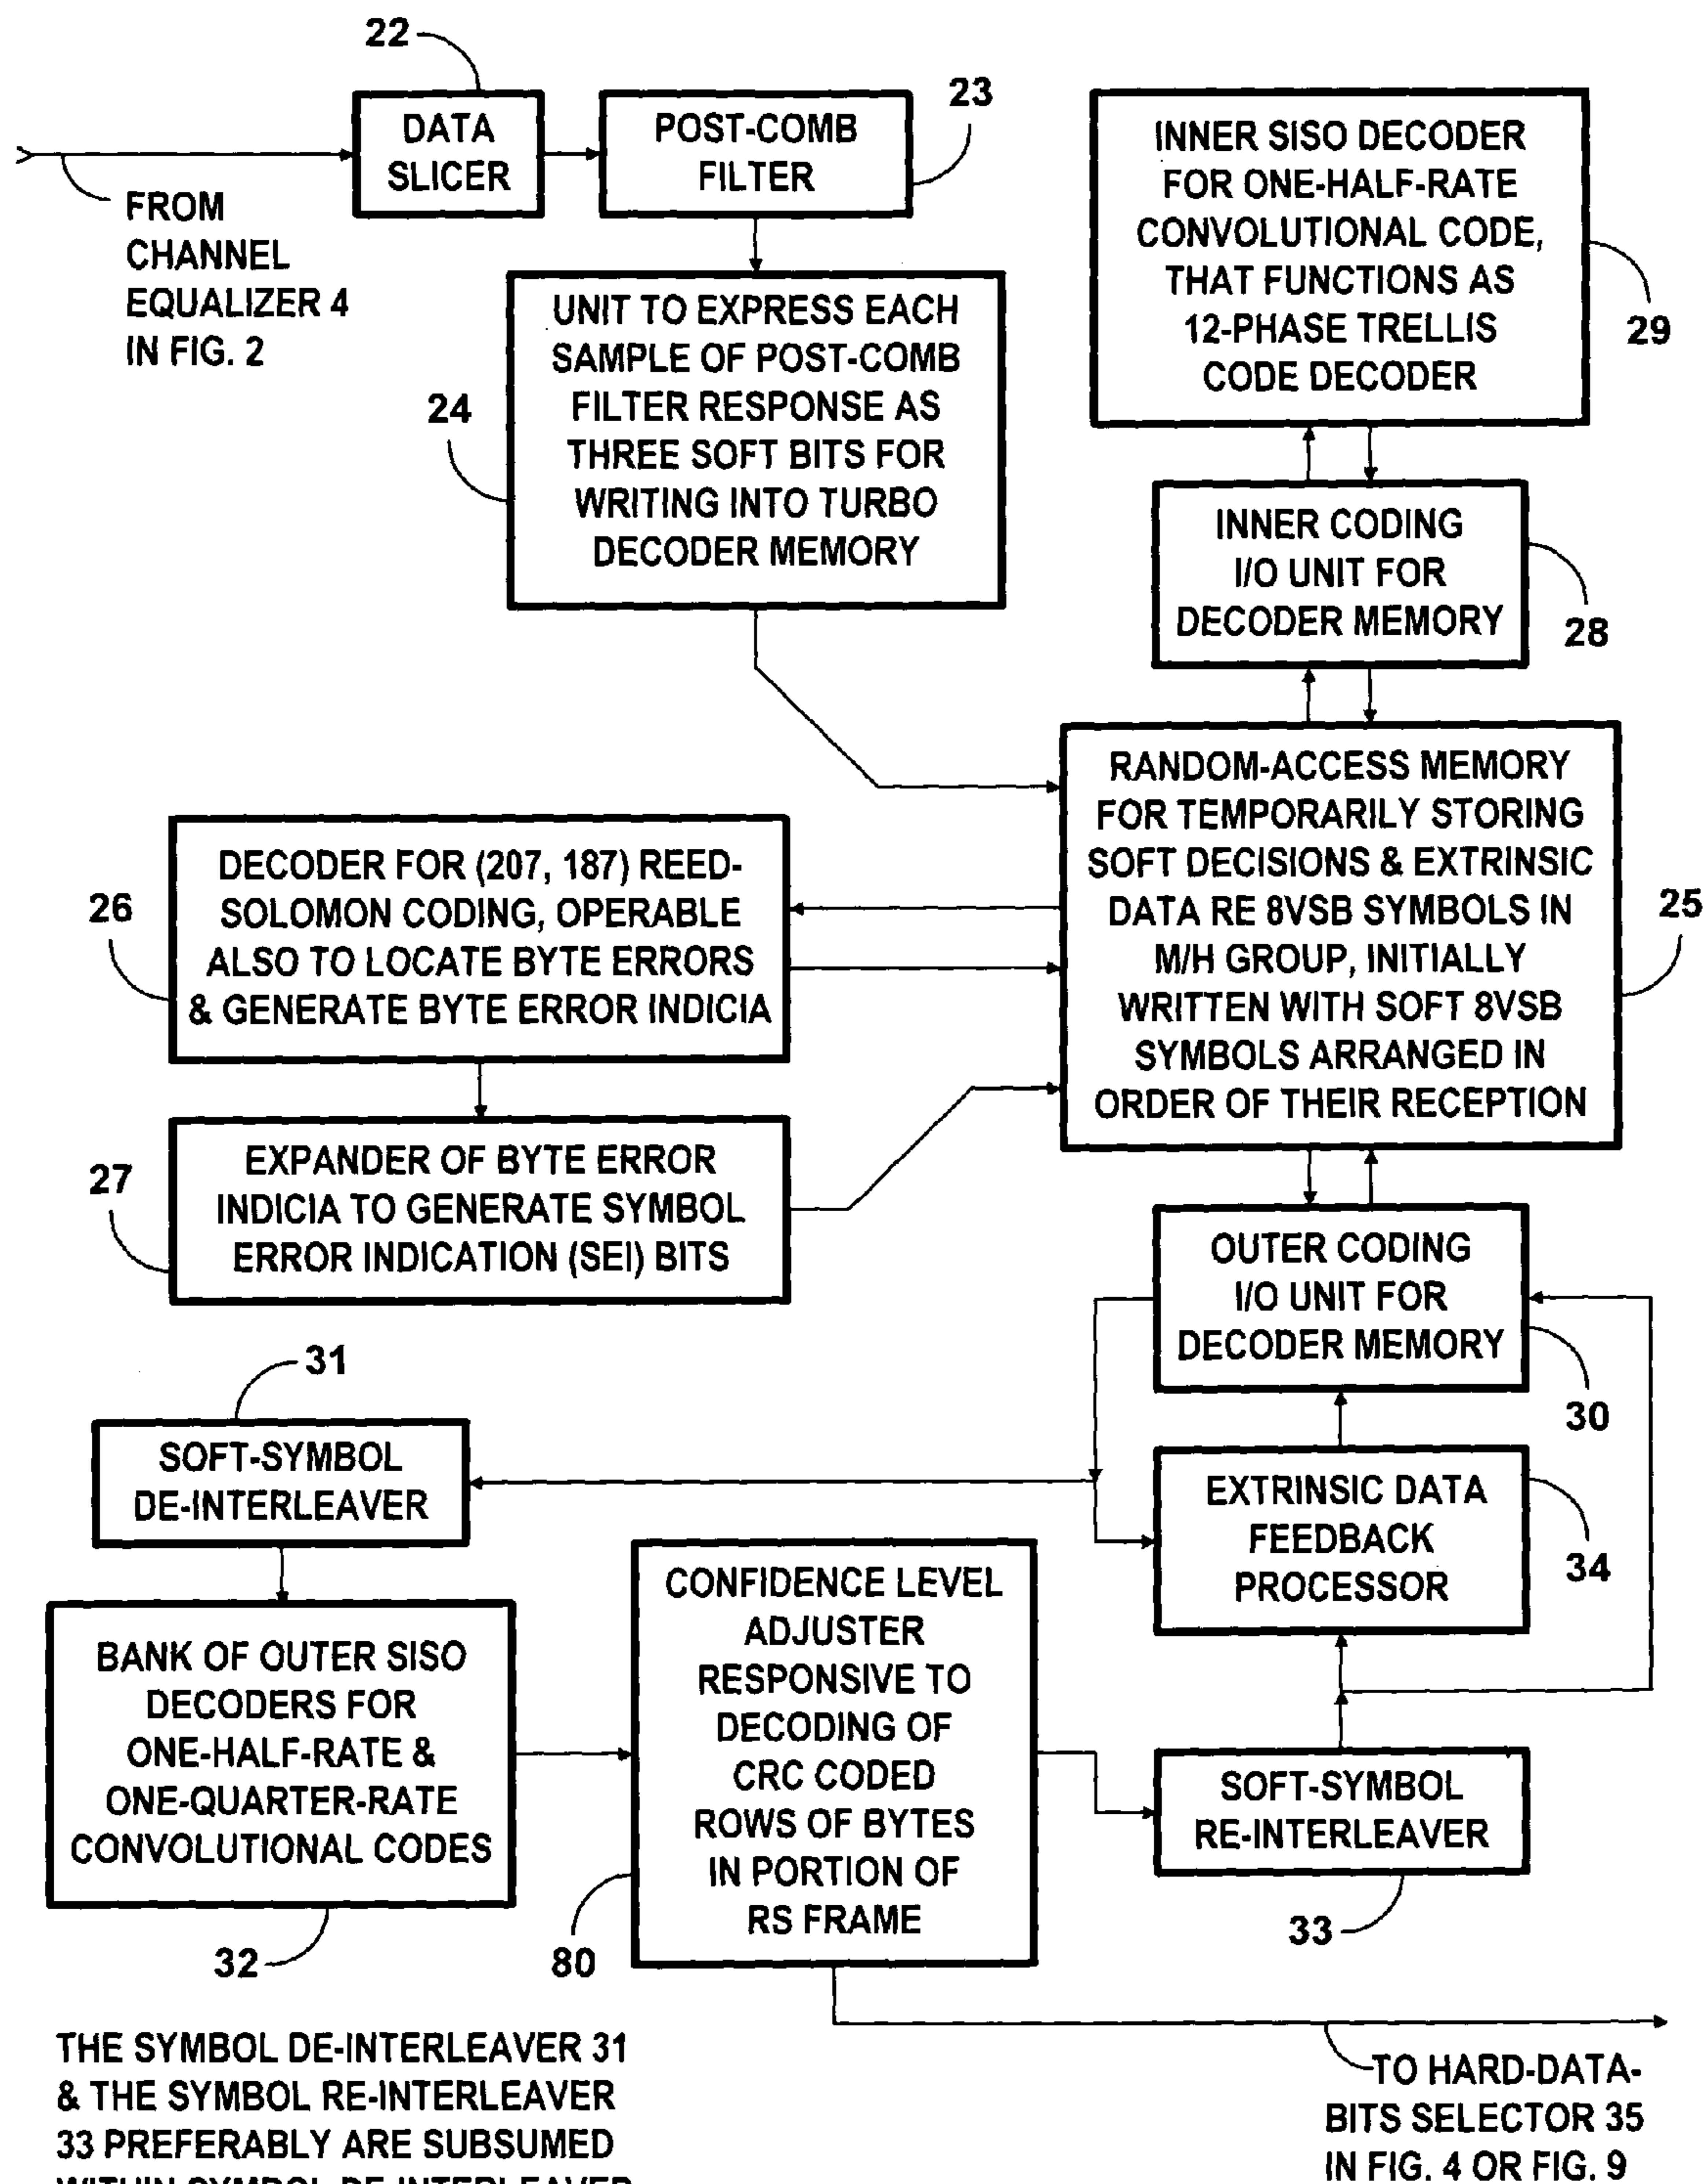 22
DATA
SLICER
POST-COMB
FILTER
23
FROM
CHANNEL
EQUALIZER 4
IN FIG. 2
UNIT TO EXPRESS EACH
SAMPLE OF POST-COMB
FILTER RESPONSE AS
THREE SOFT BITS FOR
WRITING INTO TURBO
DECODER MEMORY
24
INNER SISO DECODER
FOR ONE-HALF-RATE
CONVOLUTIONAL CODE,
THAT FUNCTIONS AS
12-PHASE TRELLIS
CODE DECODER
29
INNER CODING
I/O UNIT FOR
DECODER MEMORY
28
RANDOM-ACCESS MEMORY
FOR TEMPORARILY STORING
SOFT DECISIONS & EXTRINSIC
DATA RE 8VSB SYMBOLS IN
M/H GROUP, INITIALLY
WRITTEN WITH SOFT 8VSB
SYMBOLS ARRANGED IN
ORDER OF THEIR RECEPTION
25
DECODER FOR (207, 187) REED-
SOLOMON CODING, OPERABLE
ALSO TO LOCATE BYTE ERRORS
& GENERATE BYTE ERROR INDICIA
26
EXPANDER OF BYTE ERROR
INDICIA TO GENERATE SYMBOL
ERROR INDICATION (SEI) BITS
27
OUTER CODING
I/O UNIT FOR
DECODER MEMORY
30
31
SOFT-SYMBOL
DE-INTERLEAVER
EXTRINSIC DATA
FEEDBACK
PROCESSOR
34
BANK OF OUTER SISO
DECODERS FOR
ONE-HALF-RATE &
ONE-QUARTER-RATE
CONVOLUTIONAL CODES
32
CONFIDENCE LEVEL
ADJUSTER
RESPONSIVE TO
DECODING OF
CRC CODED
ROWS OF BYTES
IN PORTION OF
RS FRAME
80
SOFT-SYMBOL
RE-INTERLEAVER
33
THE SYMBOL DE-INTERLEAVER 31
& THE SYMBOL RE-INTERLEAVER
33 PREFERABLY ARE SUBSUMED
WITHIN SYMBOL DE-INTERLEAVER
TO HARD-DATA-
BITS SELECTOR 35
IN FIG. 4 OR FIG. 9